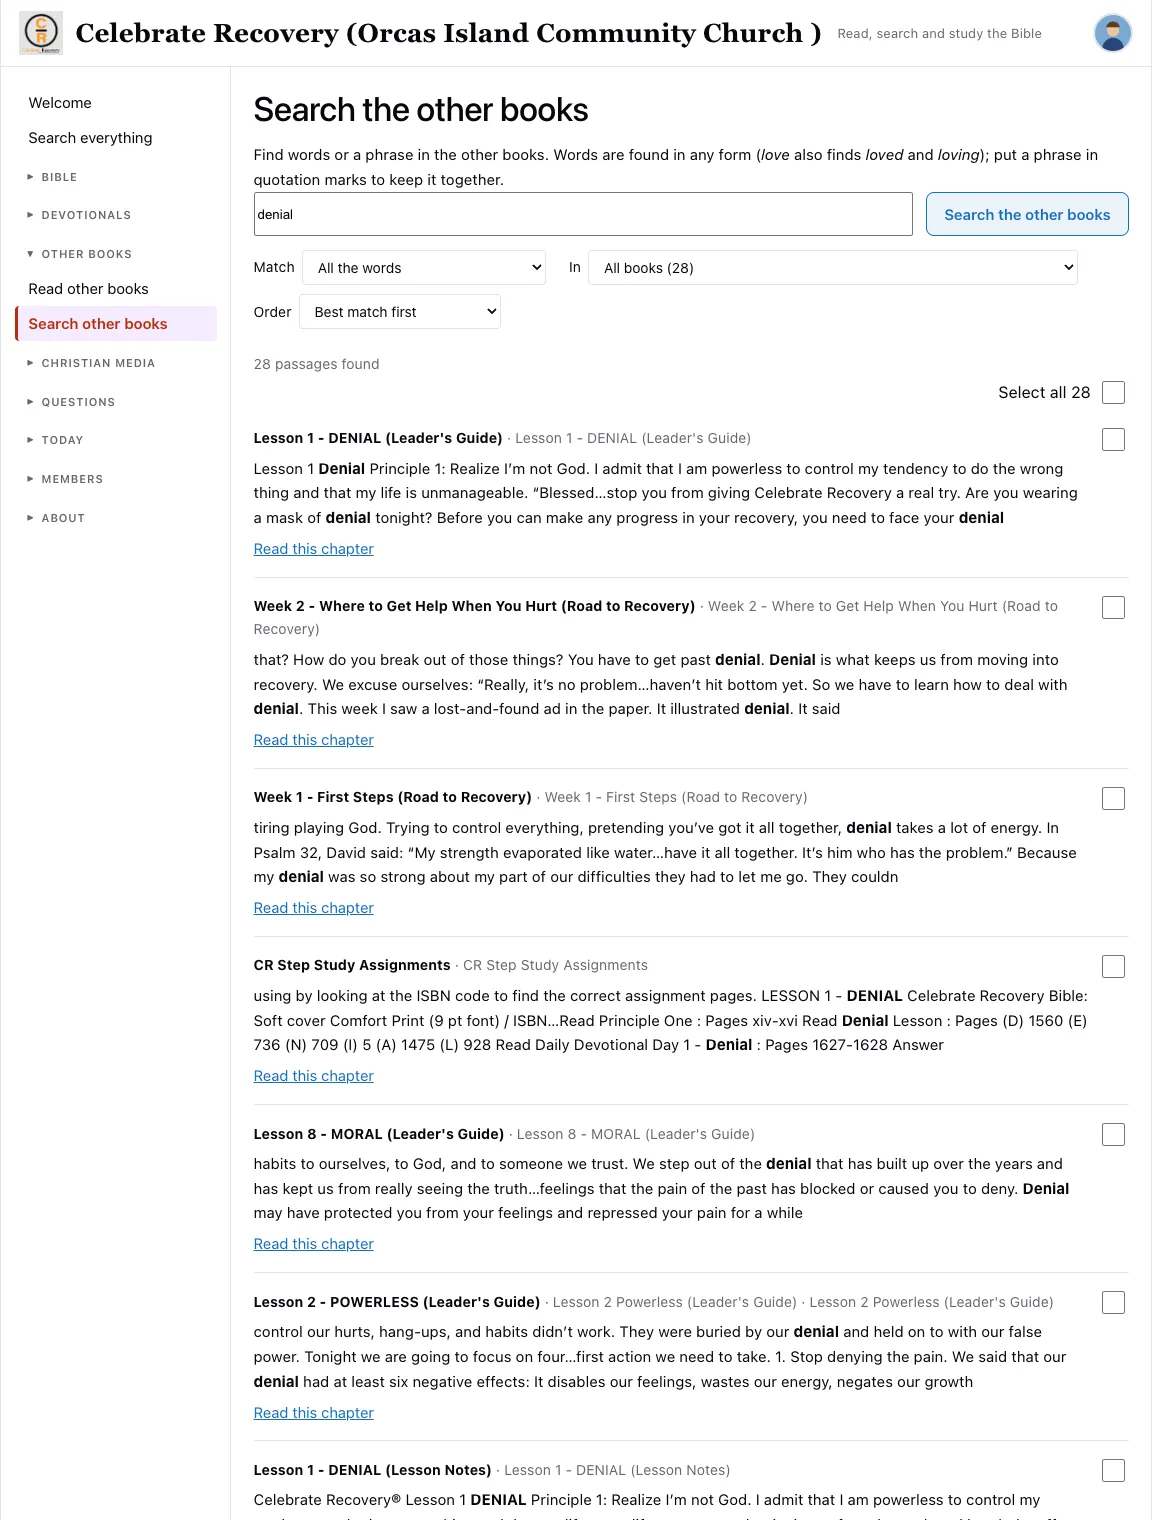 Celebrate Recovery (Orcas Island Community Church )
Read, search and study the Bible
Welcome
Search everything
BIBLE
DEVOTIONALS
OTHER BOOKS
Read other books
Search other books
CHRISTIAN MEDIA
QUESTIONS
TODAY
MEMBERS
ABOUT
Search the other books
Find words or a phrase in the other books. Words are found in any form (love also finds loved and loving); put a phrase in
quotation marks to keep it together.
denial
Search the other books
Match All the words In All books (28)
Order Best match first
28 passages found
Select all 28
Lesson 1 - DENIAL (Leader's Guide) · Lesson 1 - DENIAL (Leader's Guide)
Lesson 1 Denial Principle 1: Realize I’m not God. I admit that I am powerless to control my tendency to do the wrong
thing and that my life is unmanageable. “Blessed…stop you from giving Celebrate Recovery a real try. Are you wearing
a mask of denial tonight? Before you can make any progress in your recovery, you need to face your denial
Read this chapter
Week 2 - Where to Get Help When You Hurt (Road to Recovery) · Week 2 - Where to Get Help When You Hurt (Road to
Recovery)
that? How do you break out of those things? You have to get past denial. Denial is what keeps us from moving into
recovery. We excuse ourselves: “Really, it’s no problem…haven’t hit bottom yet. So we have to learn how to deal with
denial. This week I saw a lost-and-found ad in the paper. It illustrated denial. It said
Read this chapter
Week 1 - First Steps (Road to Recovery) · Week 1 - First Steps (Road to Recovery)
tiring playing God. Trying to control everything, pretending you’ve got it all together, denial takes a lot of energy. In
Psalm 32, David said: “My strength evaporated like water…have it all together. It’s him who has the problem.” Because
my denial was so strong about my part of our difficulties they had to let me go. They couldn
Read this chapter
CR Step Study Assignments · CR Step Study Assignments
using by looking at the ISBN code to find the correct assignment pages. LESSON 1 - DENIAL Celebrate Recovery Bible:
Soft cover Comfort Print (9 pt font) / ISBN…Read Principle One : Pages xiv-xvi Read Denial Lesson : Pages (D) 1560 (E)
736 (N) 709 (I) 5 (A) 1475 (L) 928 Read Daily Devotional Day 1 - Denial : Pages 1627-1628 Answer
Read this chapter
Lesson 8 - MORAL (Leader's Guide) · Lesson 8 - MORAL (Leader's Guide)
habits to ourselves, to God, and to someone we trust. We step out of the denial that has built up over the years and
has kept us from really seeing the truth…feelings that the pain of the past has blocked or caused you to deny. Denial
may have protected you from your feelings and repressed your pain for a while
Read this chapter
Lesson 2 - POWERLESS (Leader's Guide) · Lesson 2 Powerless (Leader's Guide) · Lesson 2 Powerless (Leader's Guide)
control our hurts, hang-ups, and habits didn’t work. They were buried by our denial and held on to with our false
power. Tonight we are going to focus on four…first action we need to take. 1. Stop denying the pain. We said that our
denial had at least six negative effects: It disables our feelings, wastes our energy, negates our growth
Read this chapter
Lesson 1 - DENIAL (Lesson Notes) · Lesson 1 - DENIAL (Lesson Notes)
Celebrate Recovery® Lesson 1 DENIAL Principle 1: Realize I’m not God. I admit that I am powerless to control my